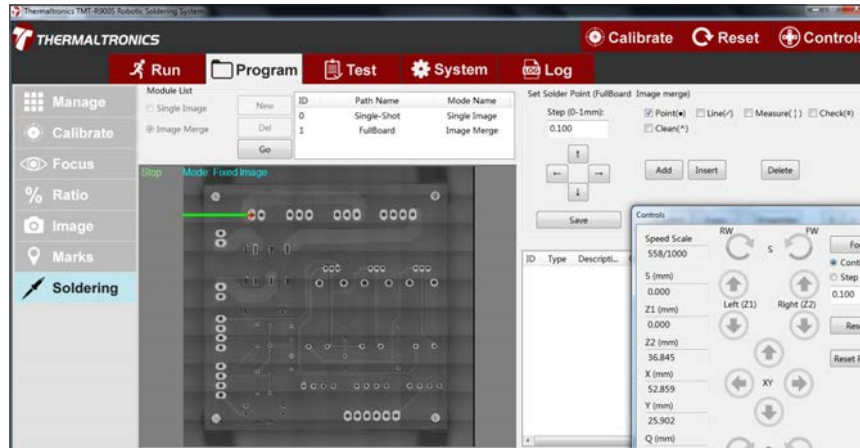 Thermaltronics TMT-R900S Robotic Soldering System
THERMALTRONICS
Calibrate Reset Controls
Run Program Test System Log
Manage
Calibrate
Focus
Ratio
Image
Marks
Soldering
Module List
Single Image New
Image Merge Del
Go
ID Path Name Mode Name
0 Single-Shot Single Image
1 FullBoard Image Merge
Stop Mode: Fixed Image
Set Solder Point (FullBoard Image merge)
Step (0-1mm):
0.100
Point(●) Line(∕) Measure(¦) Check(¤)
Clean(^)
Add Insert Delete
Save
ID Type Descripti...
Controls
Speed Scale RW S FW
558/1000
S (mm)
0.000
Left (Z1) Right (Z2)
Z1 (mm)
0.000
Z2 (mm)
36.845
X (mm) XY
52.859
Y (mm)
25.902
Q (mm)
Step
0.100